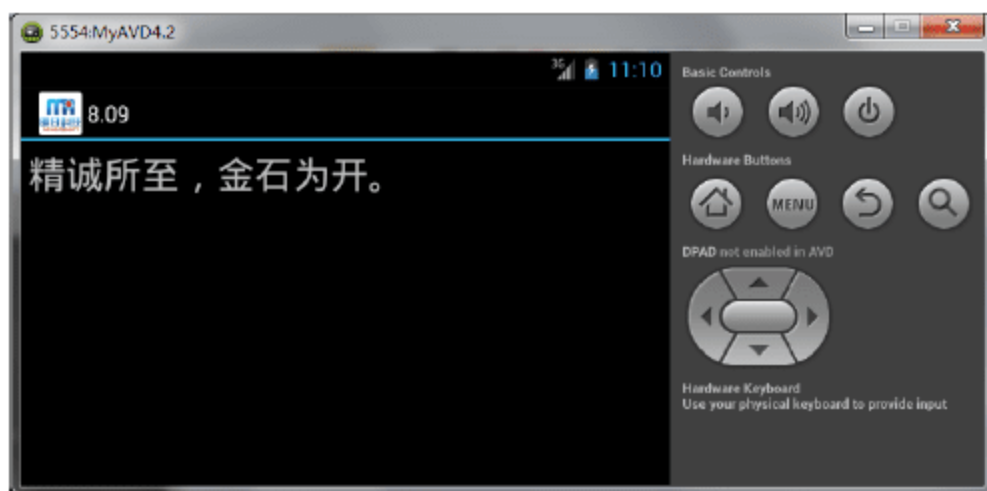 5554:MyAVD4.2
3G 11:10
8.09
精诚所至，金石为开。
Basic Controls
Hardware Buttons
MENU
DPAD not enabled in AVD
Hardware Keyboard
Use your physical keyboard to provide input